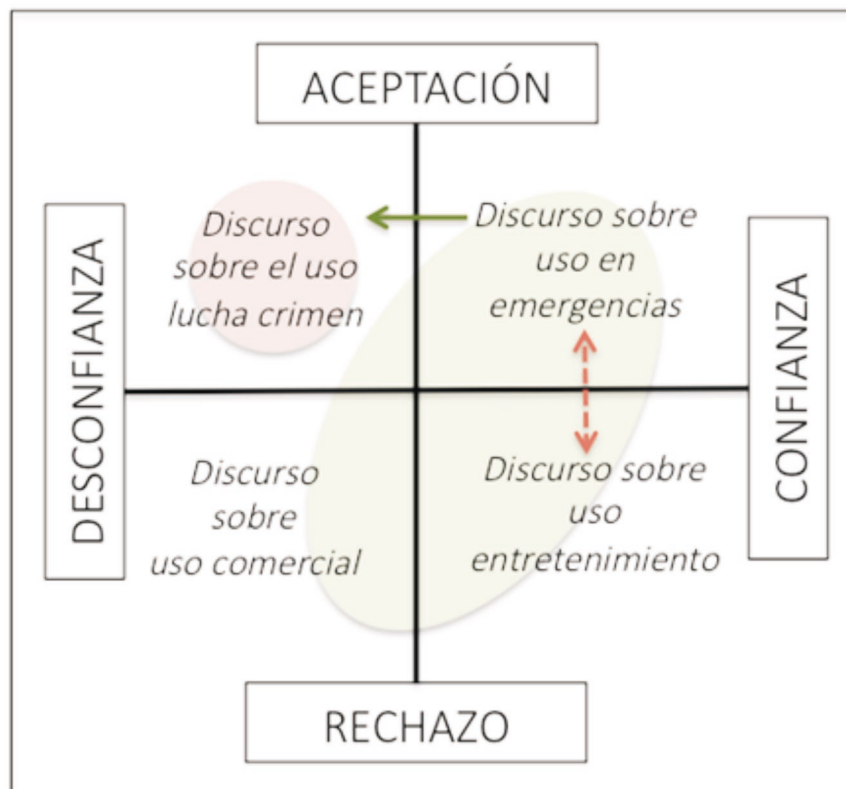 ACEPTACIÓN
DESCONFIANZA
Discurso
sobre el uso
lucha crimen
Discurso sobre
uso en
emergencias
CONFIANZA
Discurso
sobre
uso comercial
Discurso sobre
uso
entretenimiento
RECHAZO